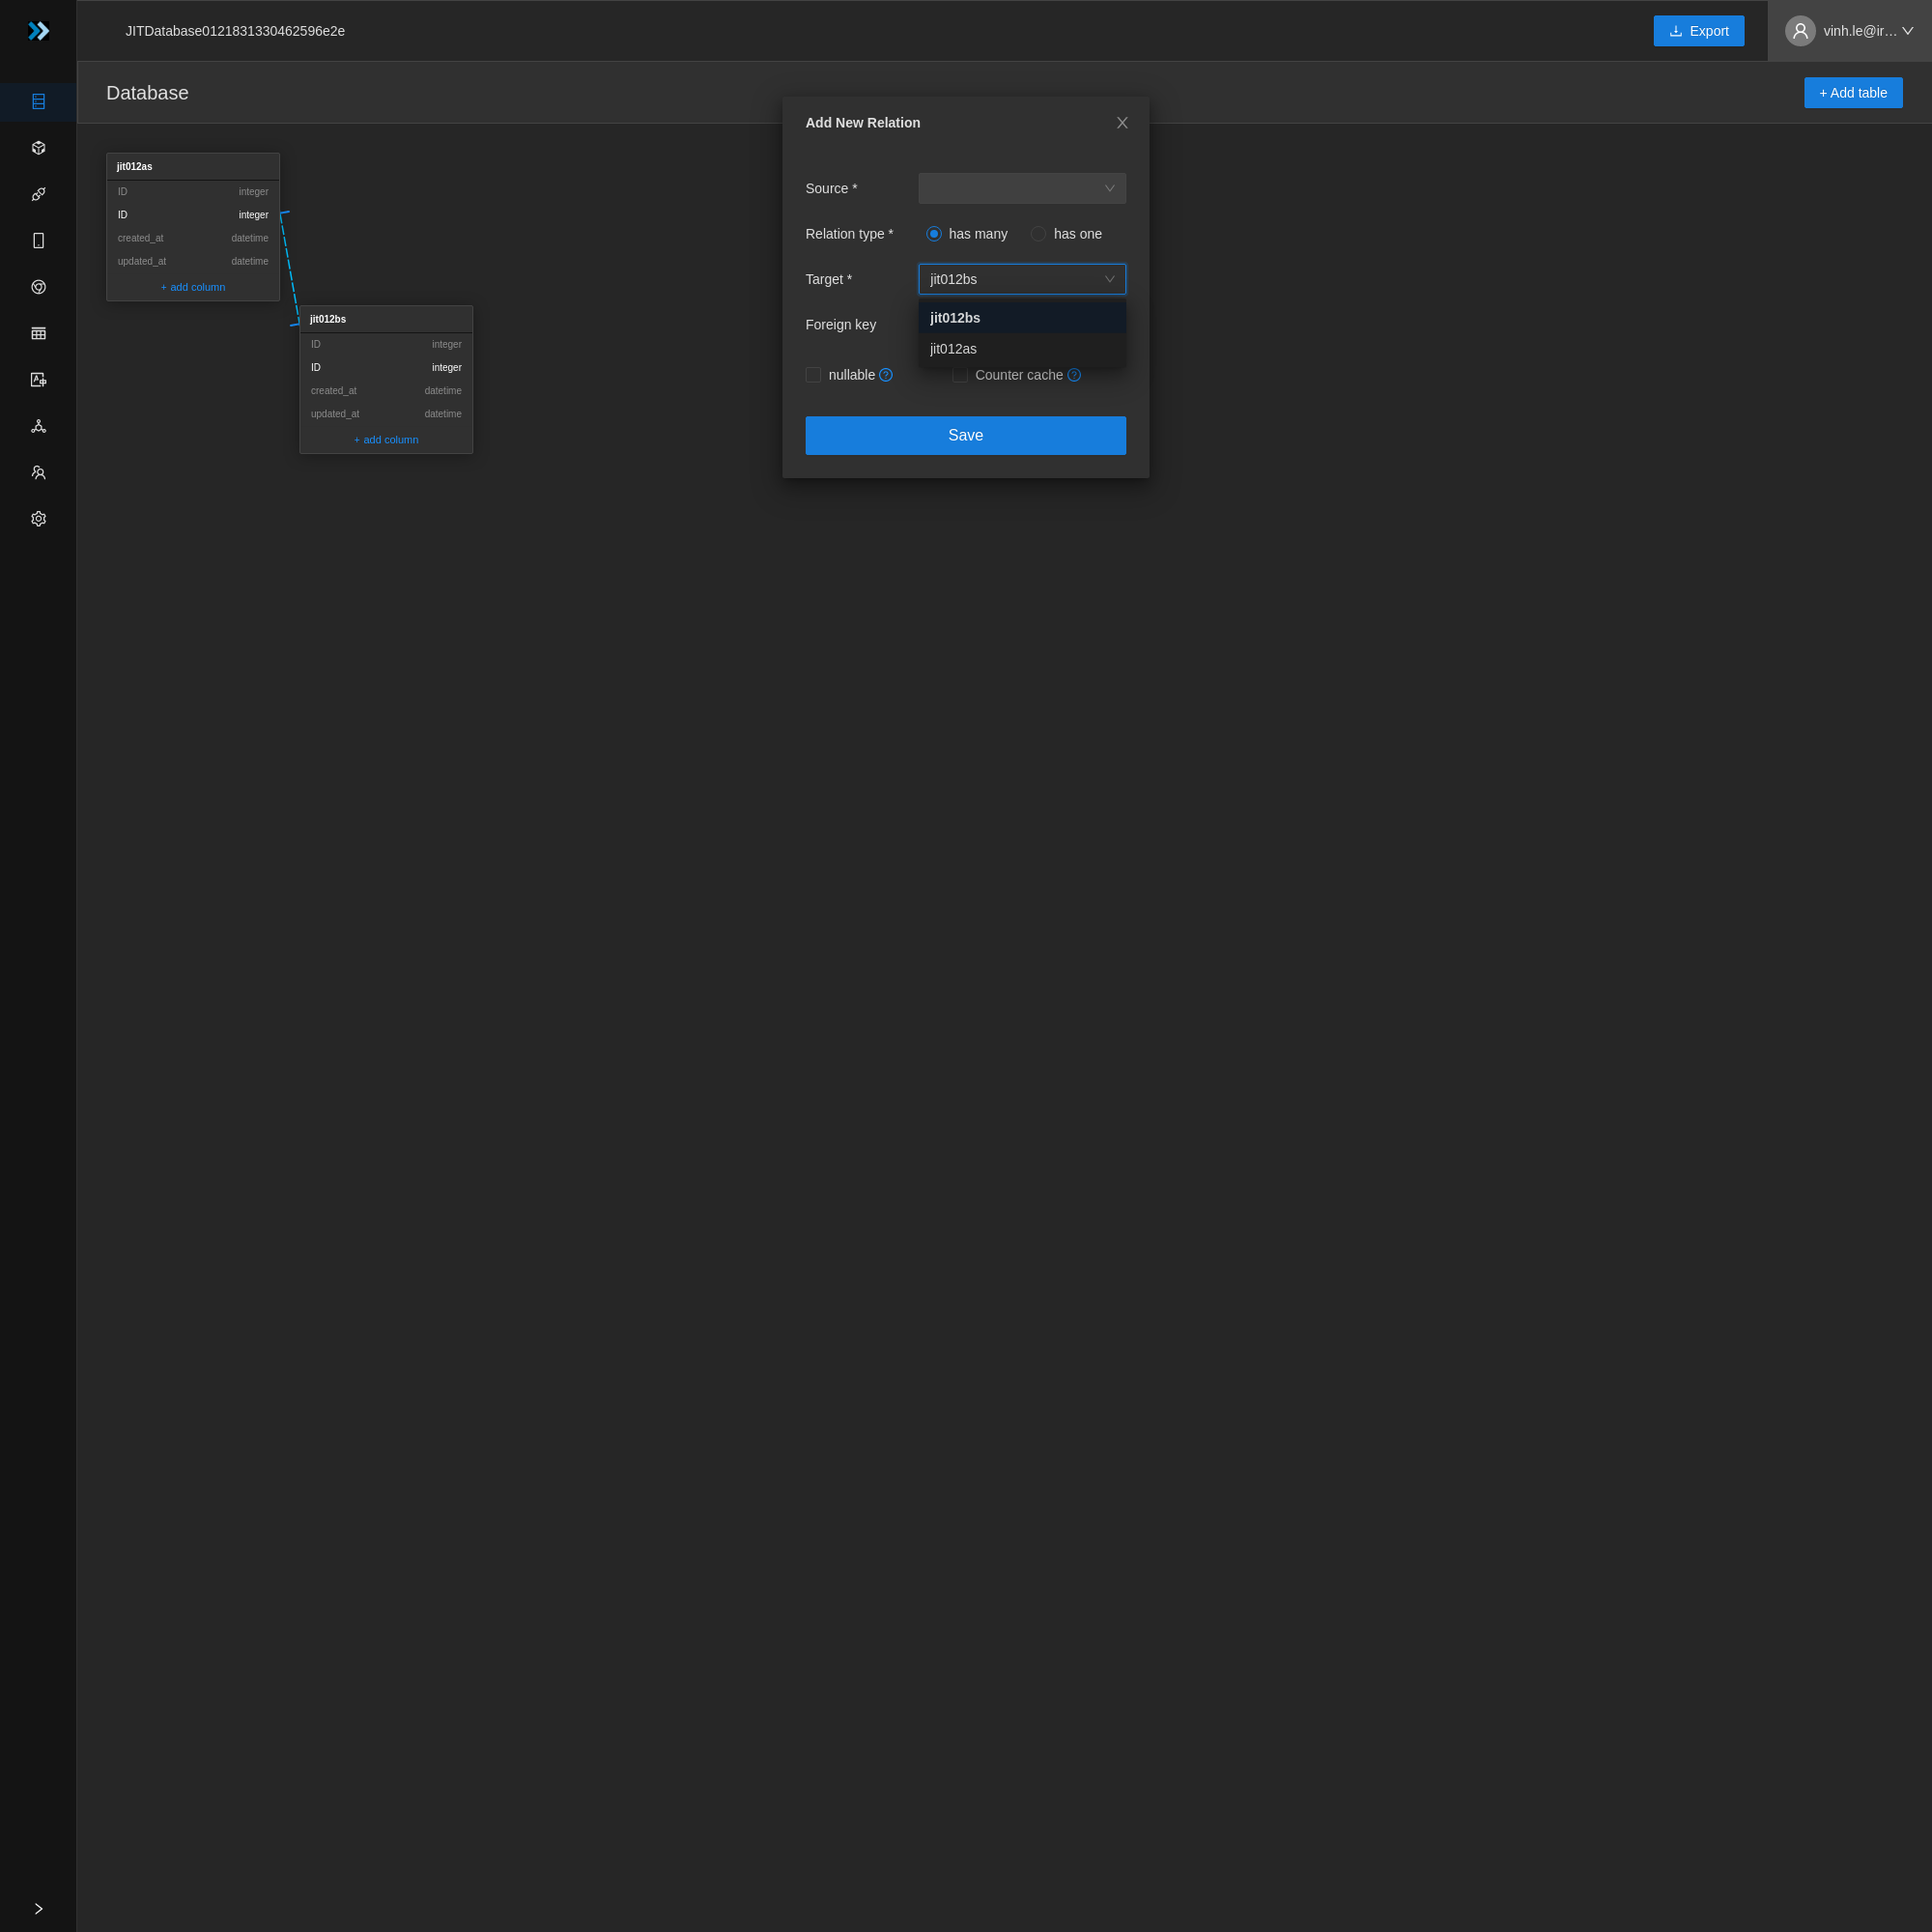 JITDatabase0121831330462596e2e
Export
vinh.le@ir…
Database
+ Add table
jit012as
ID integer
ID integer
created_at datetime
updated_at datetime
+ add column
jit012bs
ID integer
ID integer
created_at datetime
updated_at datetime
+ add column
Add New Relation
Source *
Relation type * has many has one
Target * jit012bs
jit012bs
jit012as
Foreign key
nullable Counter cache
Save